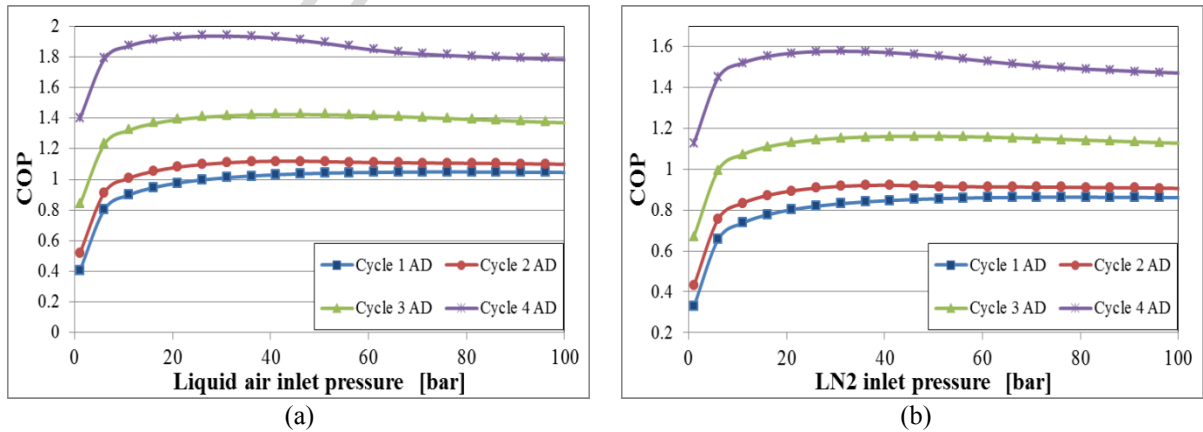 2
1.8
1.6
1.4
1.2
1
0.8
0.6
0.4
0.2
0
COP
0 20 40 60 80 100
Liquid air inlet pressure [bar]
Cycle 1 AD Cycle 2 AD
Cycle 3 AD Cycle 4 AD
(a)
1.6
1.4
1.2
1
0.8
0.6
0.4
0.2
COP
0 20 40 60 80 100
LN2 inlet pressure [bar]
Cycle 1 AD Cycle 2 AD
Cycle 3 AD Cycle 4 AD
(b)